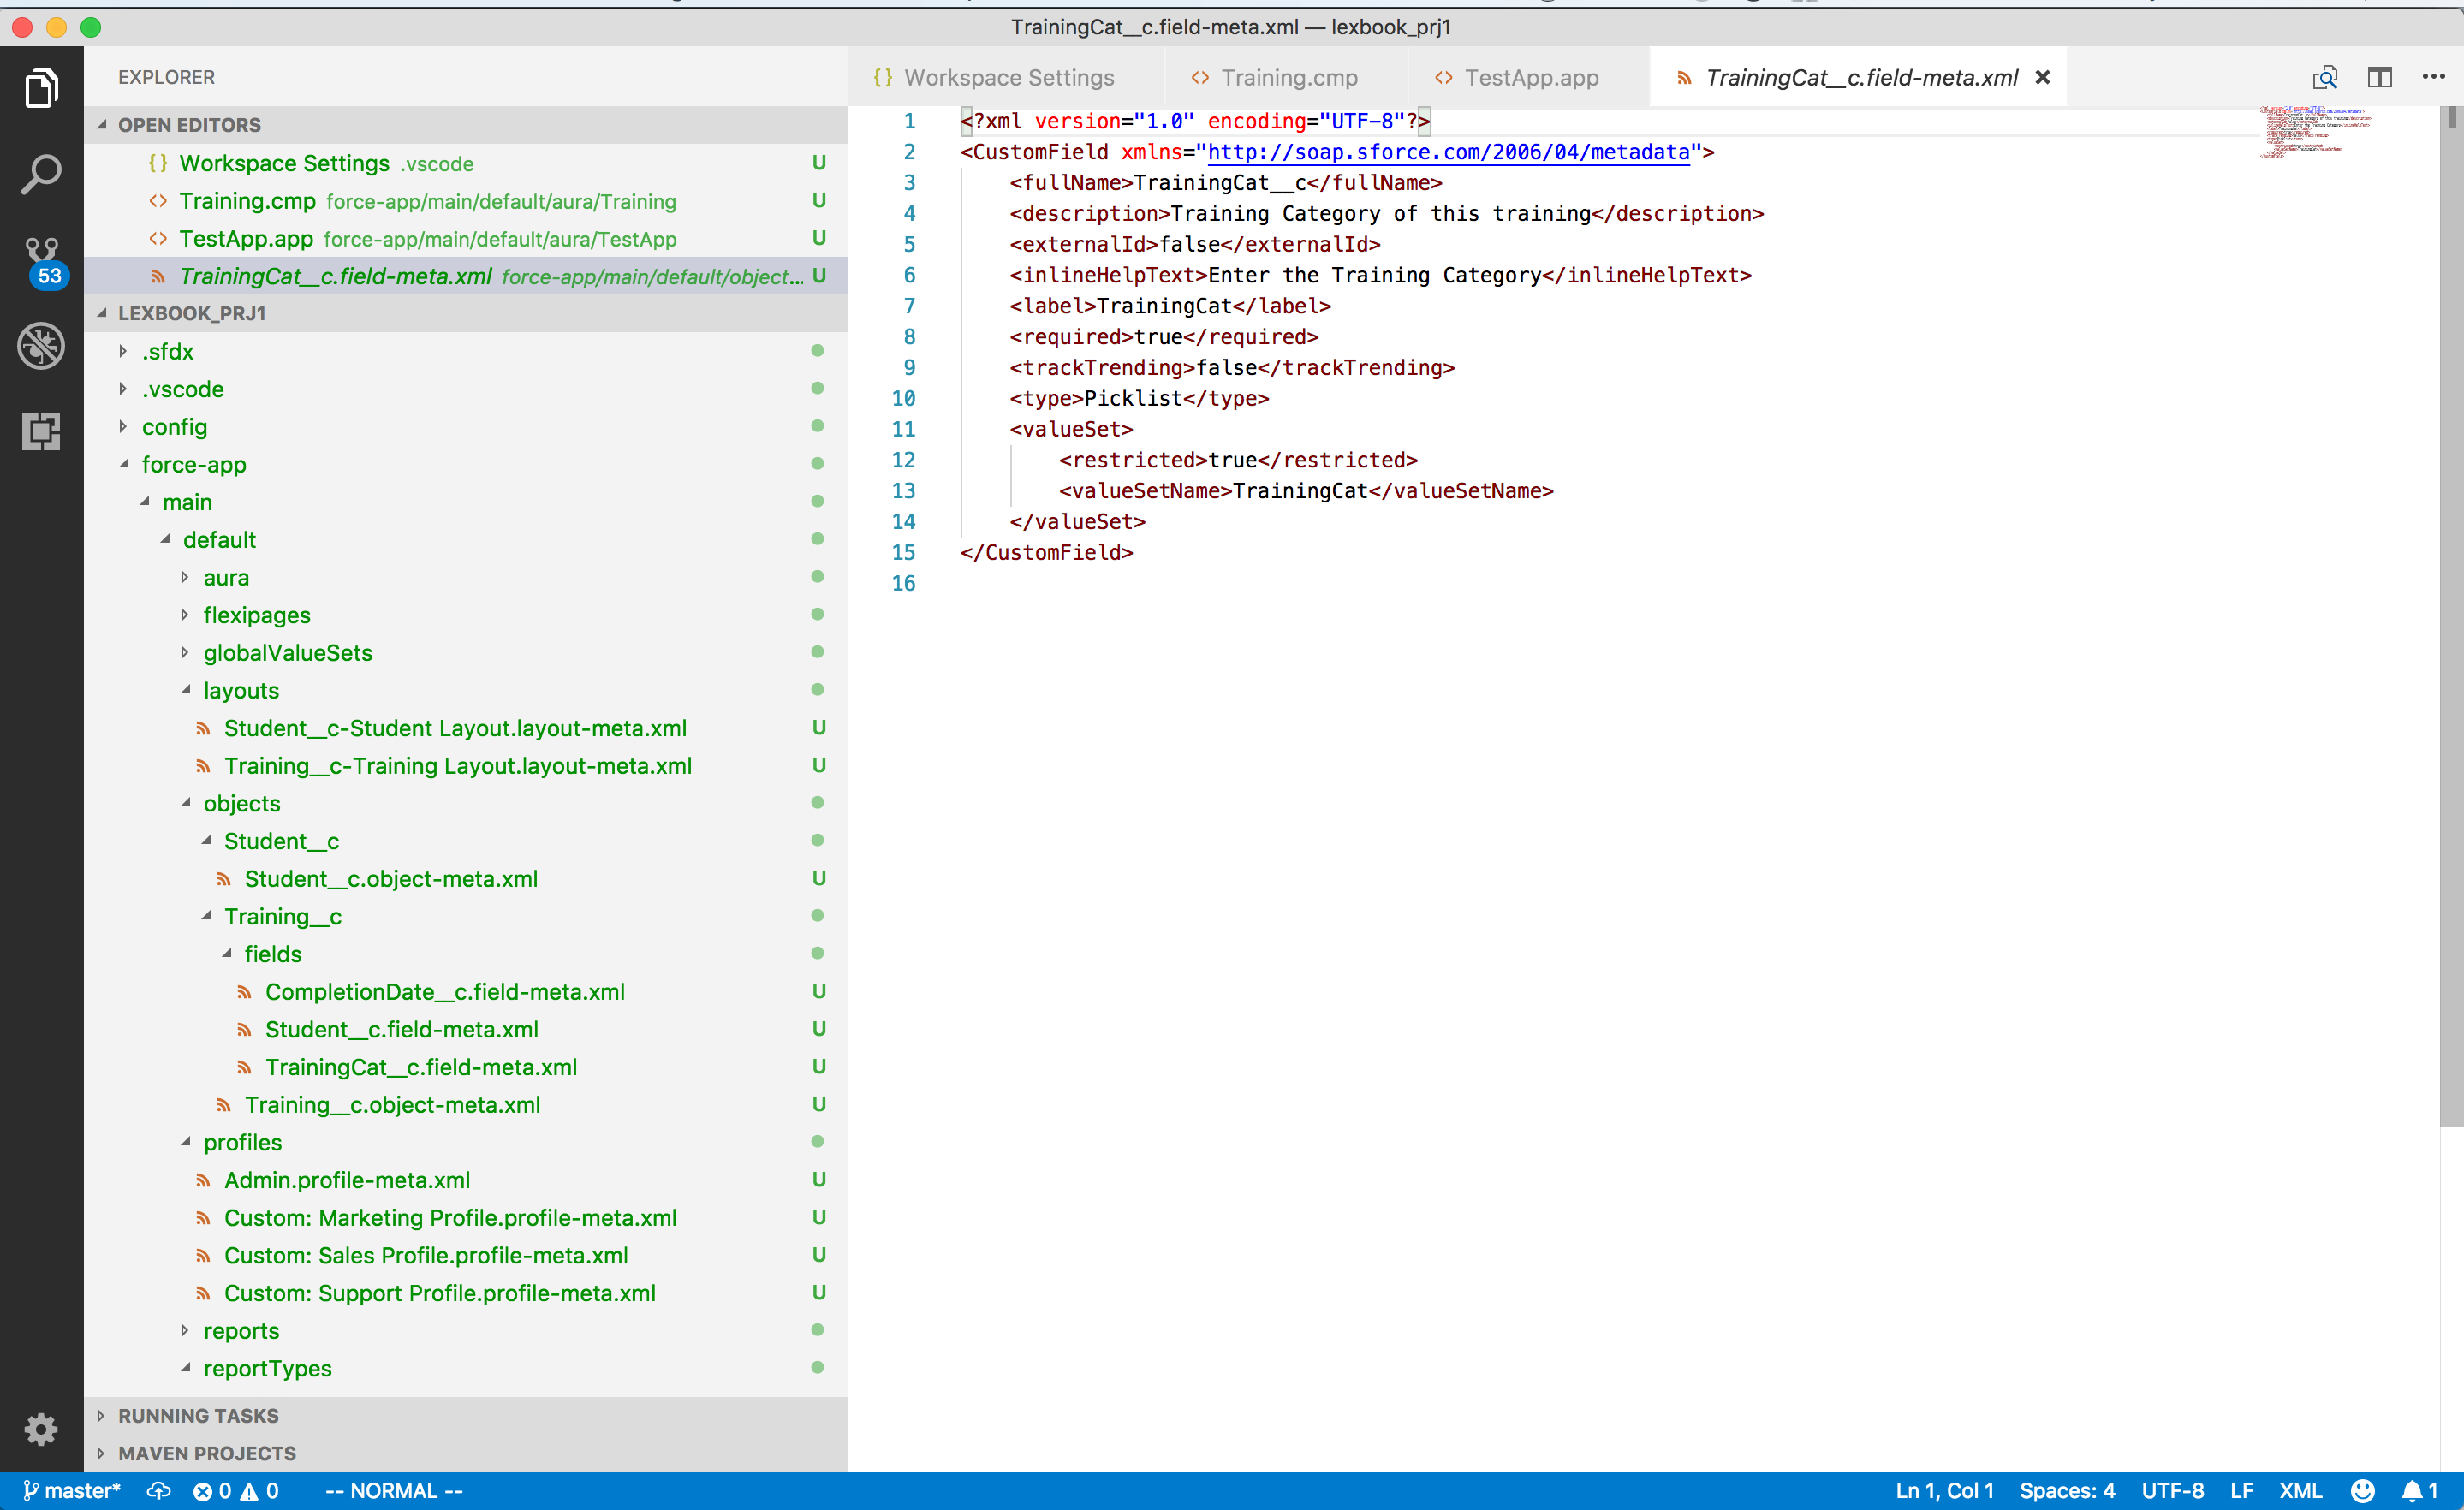 TrainingCat__c.field-meta.xml — lexbook_prj1
EXPLORER
OPEN EDITORS
{} Workspace Settings .vscode U
<> Training.cmp force-app/main/default/aura/Training U
<> TestApp.app force-app/main/default/aura/TestApp U
TrainingCat__c.field-meta.xml force-app/main/default/object... U
53
LEXBOOK_PRJ1
.sfdx
.vscode
config
force-app
main
default
aura
flexipages
globalValueSets
layouts
Student__c-Student Layout.layout-meta.xml U
Training__c-Training Layout.layout-meta.xml U
objects
Student__c
Student__c.object-meta.xml U
Training__c
fields
CompletionDate__c.field-meta.xml U
Student__c.field-meta.xml U
TrainingCat__c.field-meta.xml U
Training__c.object-meta.xml U
profiles
Admin.profile-meta.xml U
Custom: Marketing Profile.profile-meta.xml U
Custom: Sales Profile.profile-meta.xml U
Custom: Support Profile.profile-meta.xml U
reports
reportTypes
RUNNING TASKS
MAVEN PROJECTS
{} Workspace Settings <> Training.cmp <> TestApp.app TrainingCat__c.field-meta.xml
1 <?xml version="1.0" encoding="UTF-8"?>
2 <CustomField xmlns="http://soap.sforce.com/2006/04/metadata">
3 <fullName>TrainingCat__c</fullName>
4 <description>Training Category of this training</description>
5 <externalId>false</externalId>
6 <inlineHelpText>Enter the Training Category</inlineHelpText>
7 <label>TrainingCat</label>
8 <required>true</required>
9 <trackTrending>false</trackTrending>
10 <type>Picklist</type>
11 <valueSet>
12 <restricted>true</restricted>
13 <valueSetName>TrainingCat</valueSetName>
14 </valueSet>
15 </CustomField>
16
master* 0 0 -- NORMAL -- Ln 1, Col 1 Spaces: 4 UTF-8 LF XML 1